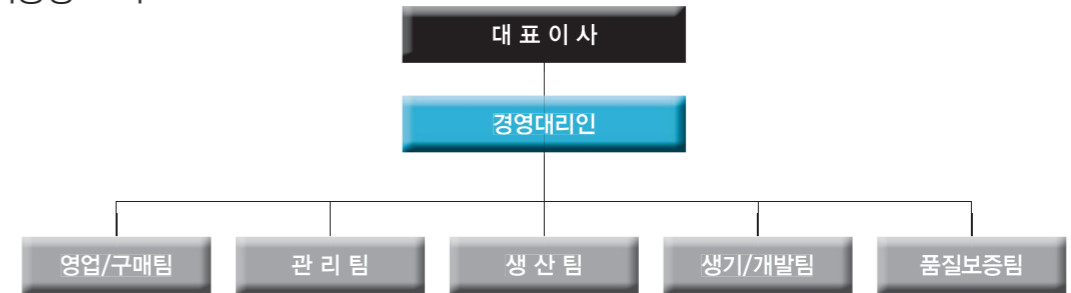 대 표 이 사
경영대리인
영업/구매팀
관 리 팀
생 산 팀
생기/개발팀
품질보증팀